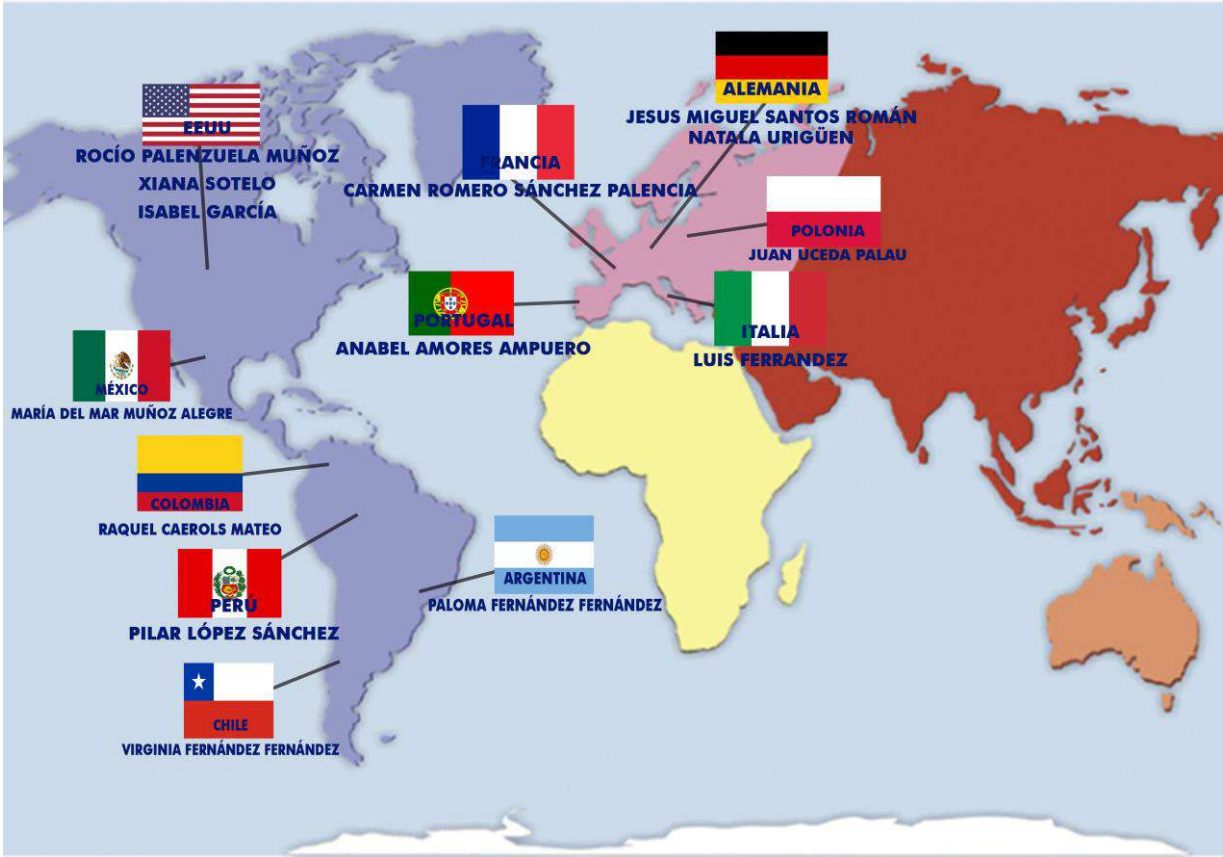 EEUU
ROCÍO PALENZUELA MUÑOZ
XIANA SOTELO
ISABEL GARCÍA
FRANCIA
CARMEN ROMERO SÁNCHEZ PALENCIA
ALEMANIA
JESUS MIGUEL SANTOS ROMÁN
NATALA URIGÜEN
POLONIA
JUAN UCEDA PALAU
PORTUGAL
ANABEL AMORES AMPUERO
ITALIA
LUIS FERRANDEZ
MÉXICO
MARÍA DEL MAR MUÑOZ ALEGRE
COLOMBIA
RAQUEL CAEROLS MATEO
PERÚ
PILAR LÓPEZ SÁNCHEZ
ARGENTINA
PALOMA FERNÁNDEZ FERNÁNDEZ
CHILE
VIRGINIA FERNÁNDEZ FERNÁNDEZ